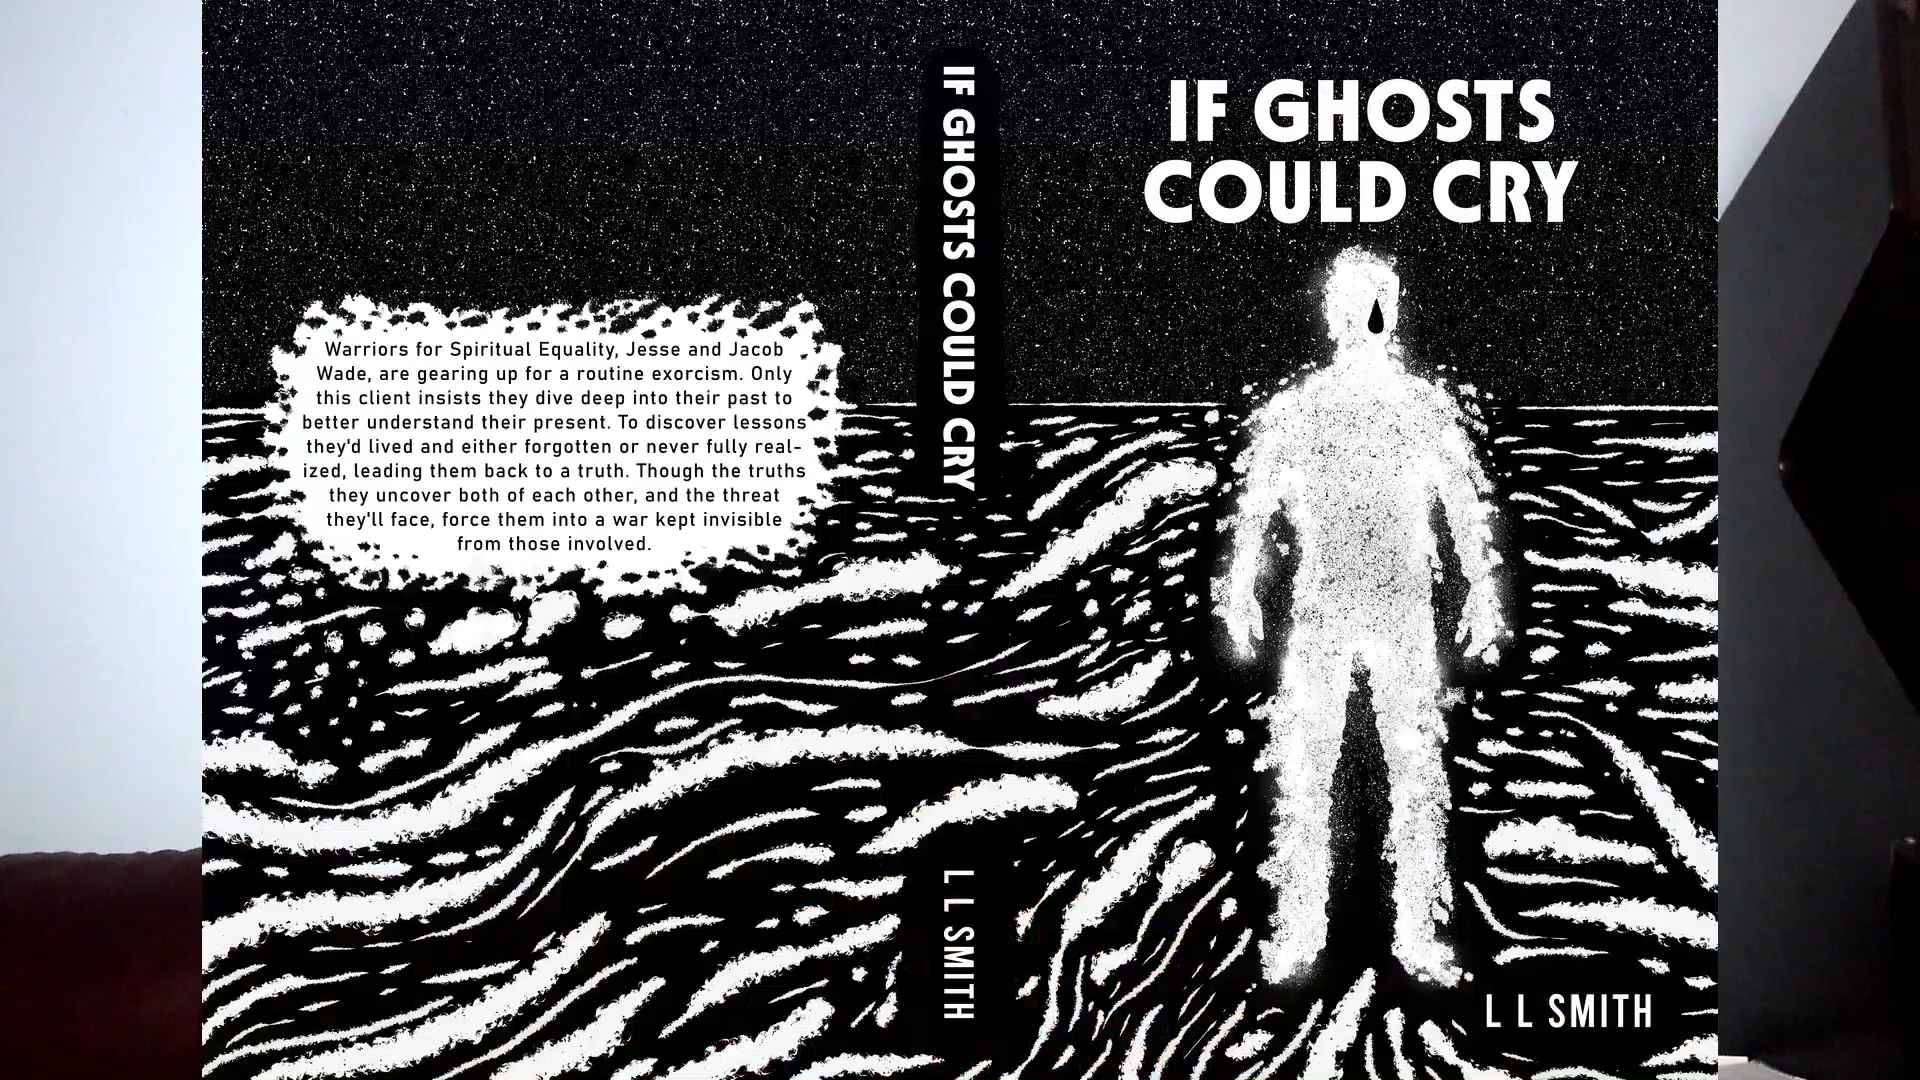 Warriors for Spiritual Equality, Jesse and Jacob
Wade, are gearing up for a routine exorcism. Only
this client insists they dive deep into their past to
better understand their present. To discover lessons
they'd lived and either forgotten or never fully real-
ized, leading them back to a truth. Though the truths
they uncover both of each other, and the threat
they'll face, force them into a war kept invisible
from those involved.
IF GHOSTS COULD CRY
L L SMITH
IF GHOSTS
COULD CRY
L L SMITH